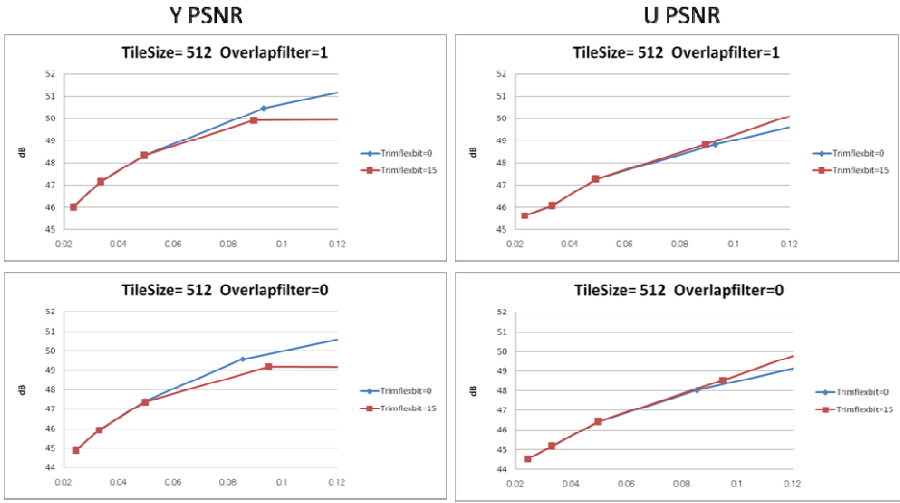 Y PSNR
U PSNR
TileSize= 512 Overlapfilter=1
52
51
50
49
48
47
46
45
dB
0.02 0.04 0.06 0.08 0.1 0.12
Trimflexbit=0
Trimflexbit=15
TileSize= 512 Overlapfilter=1
52
51
50
49
48
47
46
45
dB
0.02 0.04 0.06 0.08 0.1 0.12
Trimflexbit=0
Trimflexbit=15
TileSize= 512 Overlapfilter=0
52
51
50
49
48
47
46
45
44
dB
0.02 0.04 0.06 0.08 0.1 0.12
Trimflexbit=0
Trimflexbit=15
TileSize= 512 Overlapfilter=0
52
51
50
49
48
47
46
45
44
dB
0.02 0.04 0.06 0.08 0.1 0.12
Trimflexbit=0
Trimflexbit=15